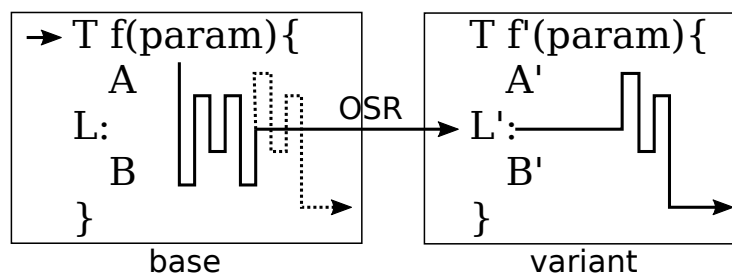 T f(param){
A
L:
B
}
base
OSR
T f'(param){
A'
L':
B'
}
variant